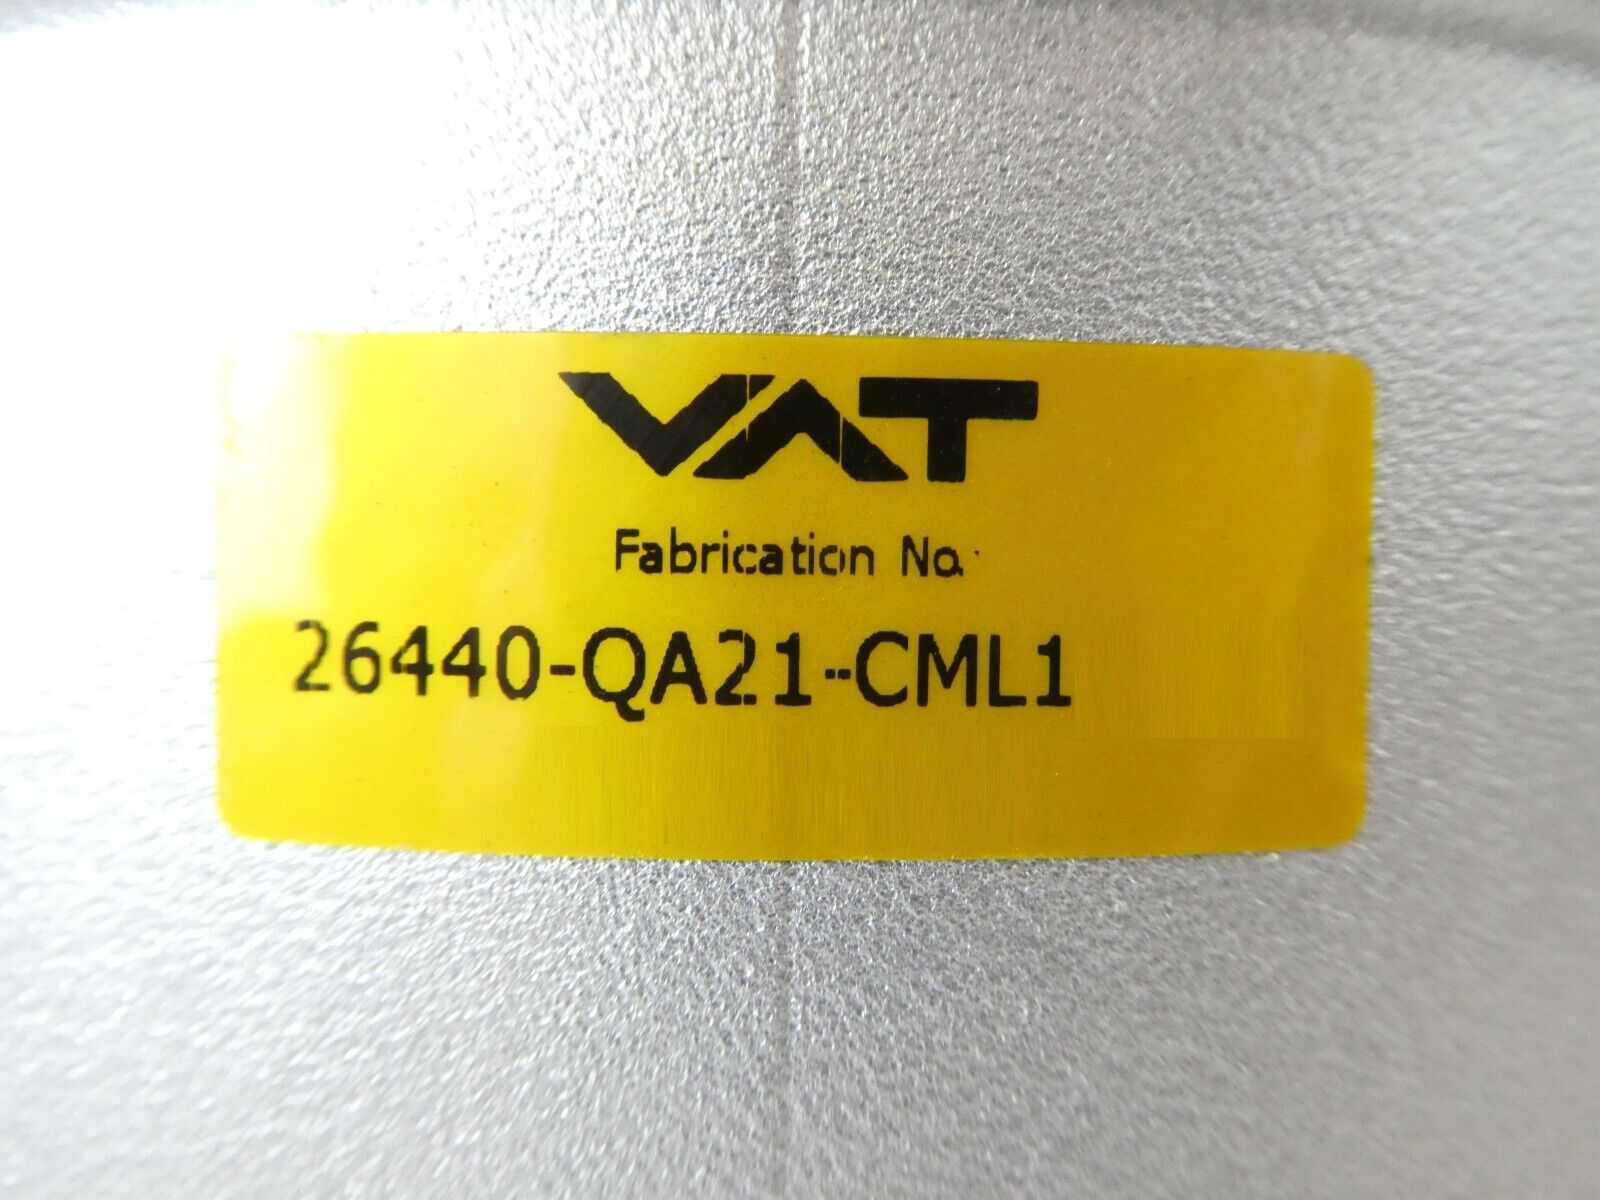 VAT
Fabrication No.
26440-QA21-CML1